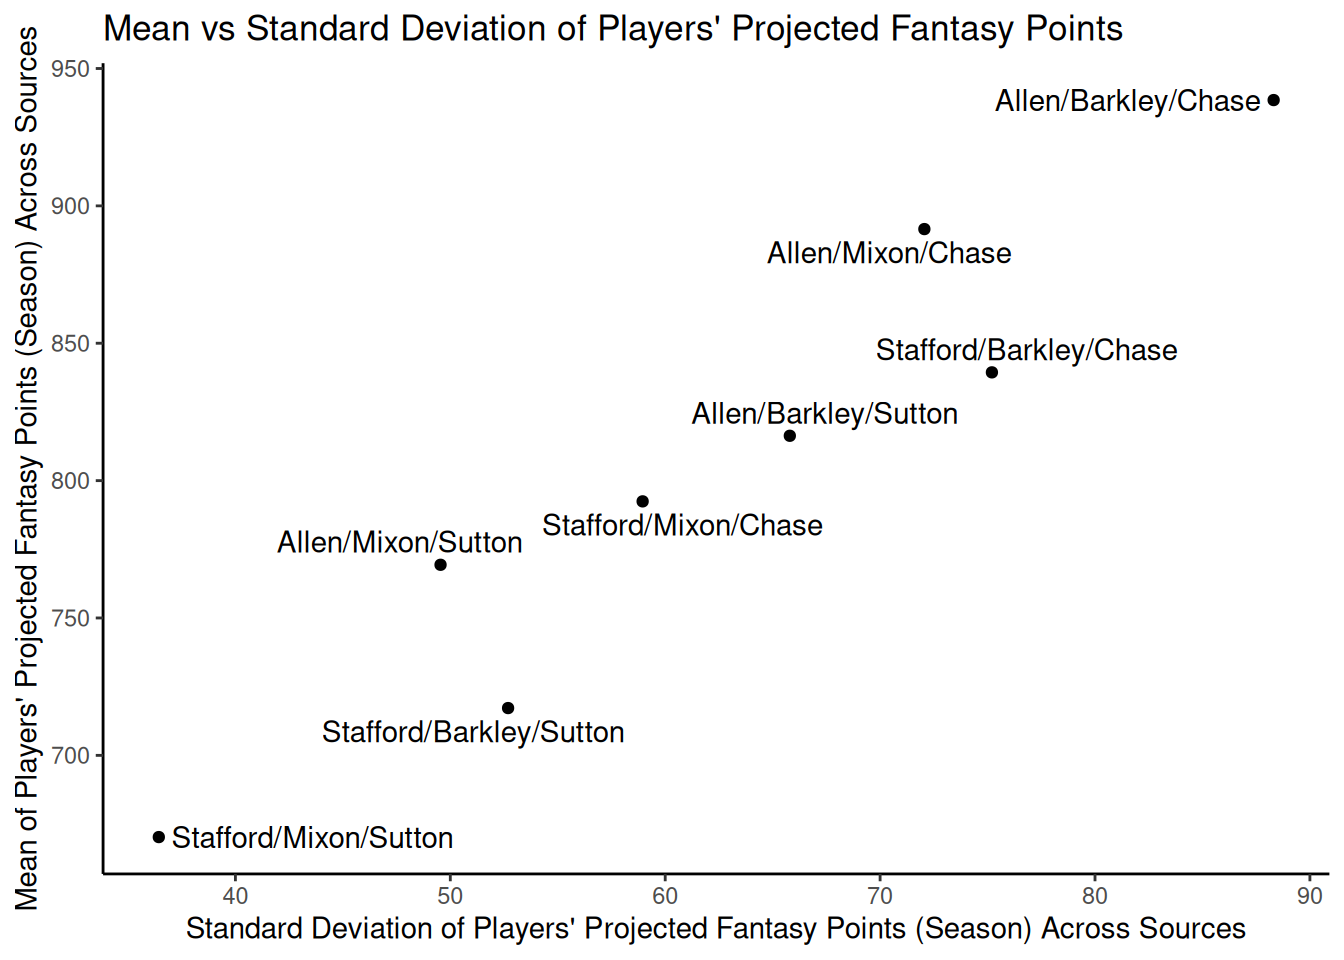 Mean vs Standard Deviation of Players' Projected Fantasy Points
Mean of Players' Projected Fantasy Points (Season) Across Sources
950
900
850
800
750
700
Allen/Barkley/Chase
Allen/Mixon/Chase
Stafford/Barkley/Chase
Allen/Barkley/Sutton
Stafford/Mixon/Chase
Allen/Mixon/Sutton
Stafford/Barkley/Sutton
Stafford/Mixon/Sutton
40 50 60 70 80 90
Standard Deviation of Players' Projected Fantasy Points (Season) Across Sources